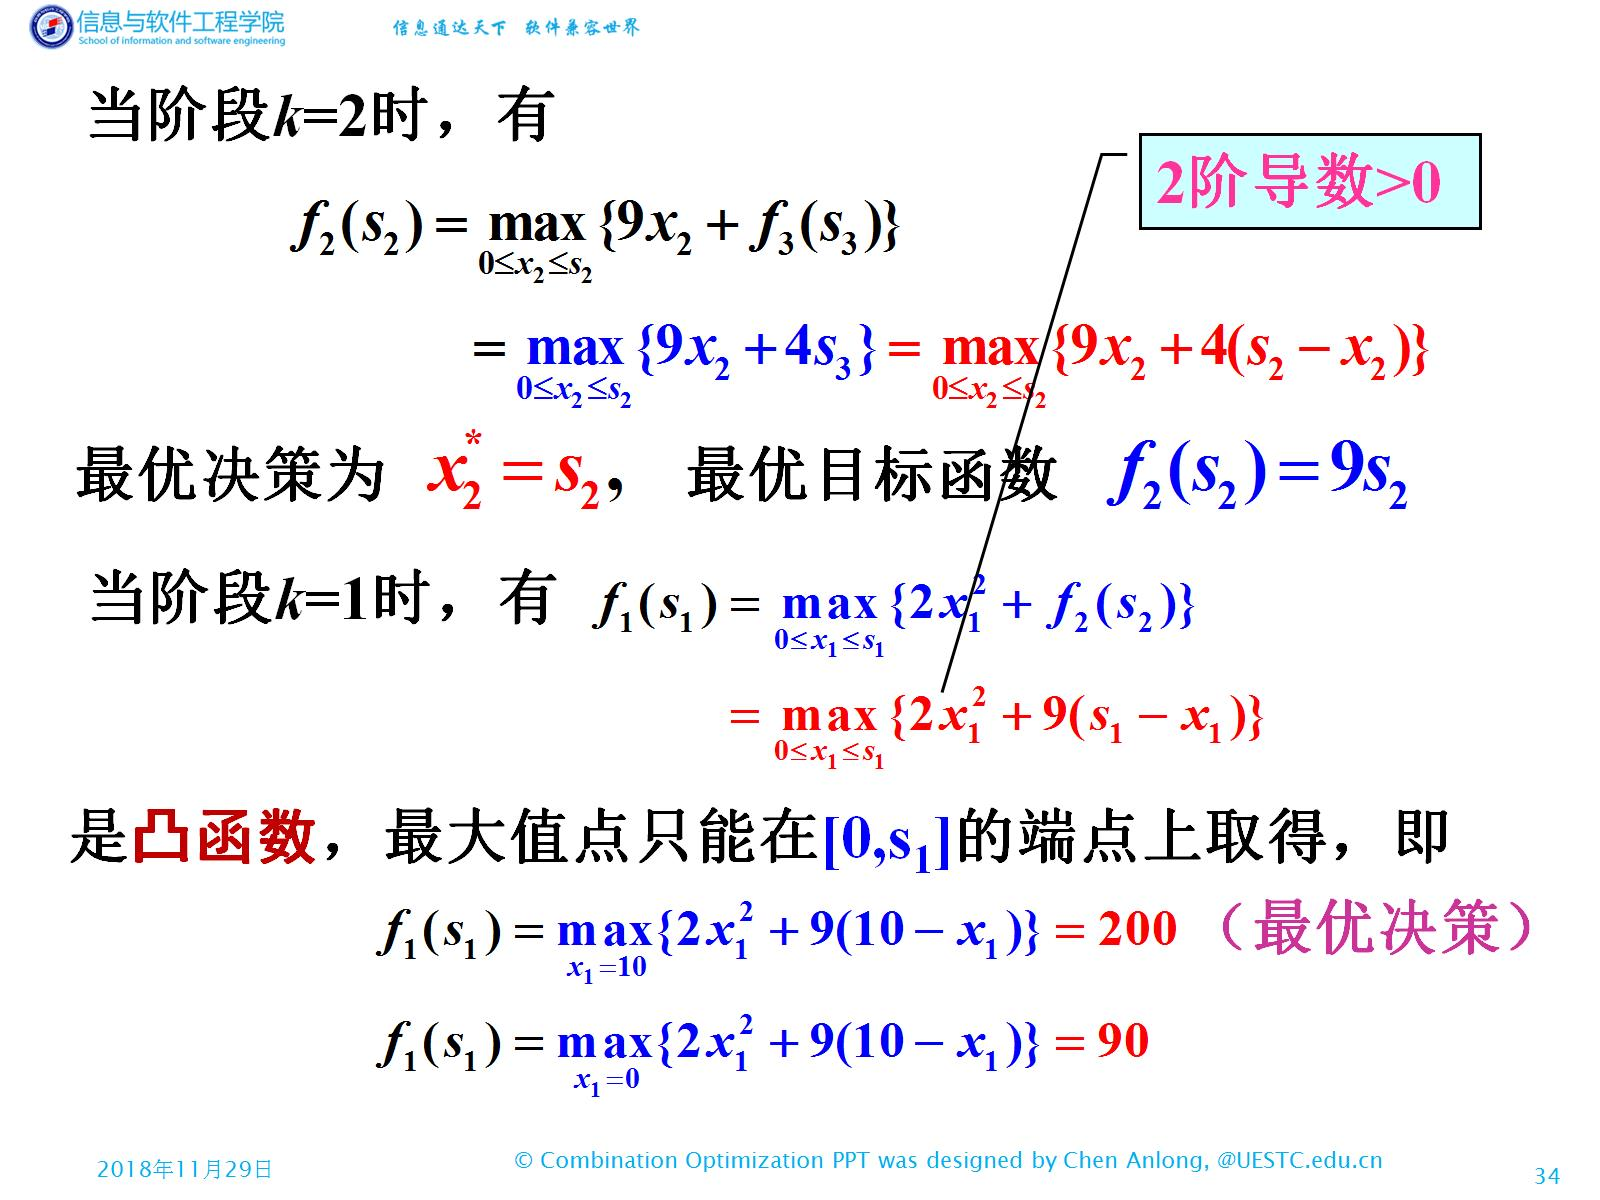 信息与软件工程学院
School of information and software engineering
信息通达天下 软件兼容世界
当阶段k=2时，有
2阶导数>0
f₂(s₂) = max{9x₂ + f₃(s₃)}
0≤x₂≤s₂
= max{9x₂ + 4s₃} = max{9x₂ + 4(s₂ − x₂)}
0≤x₂≤s₂ 0≤x₂≤s₂
最优决策为 x₂* = s₂， 最优目标函数 f₂(s₂) = 9s₂
当阶段k=1时，有 f₁(s₁) = max{2x₁² + f₂(s₂)}
0≤x₁≤s₁
= max{2x₁² + 9(s₁ − x₁)}
0≤x₁≤s₁
是凸函数，最大值点只能在[0,s₁]的端点上取得，即
f₁(s₁) = max{2x₁² + 9(10 − x₁)} = 200（最优决策）
x₁=10
f₁(s₁) = max{2x₁² + 9(10 − x₁)} = 90
x₁=0
2018年11月29日
© Combination Optimization PPT was designed by Chen Anlong, @UESTC.edu.cn
34